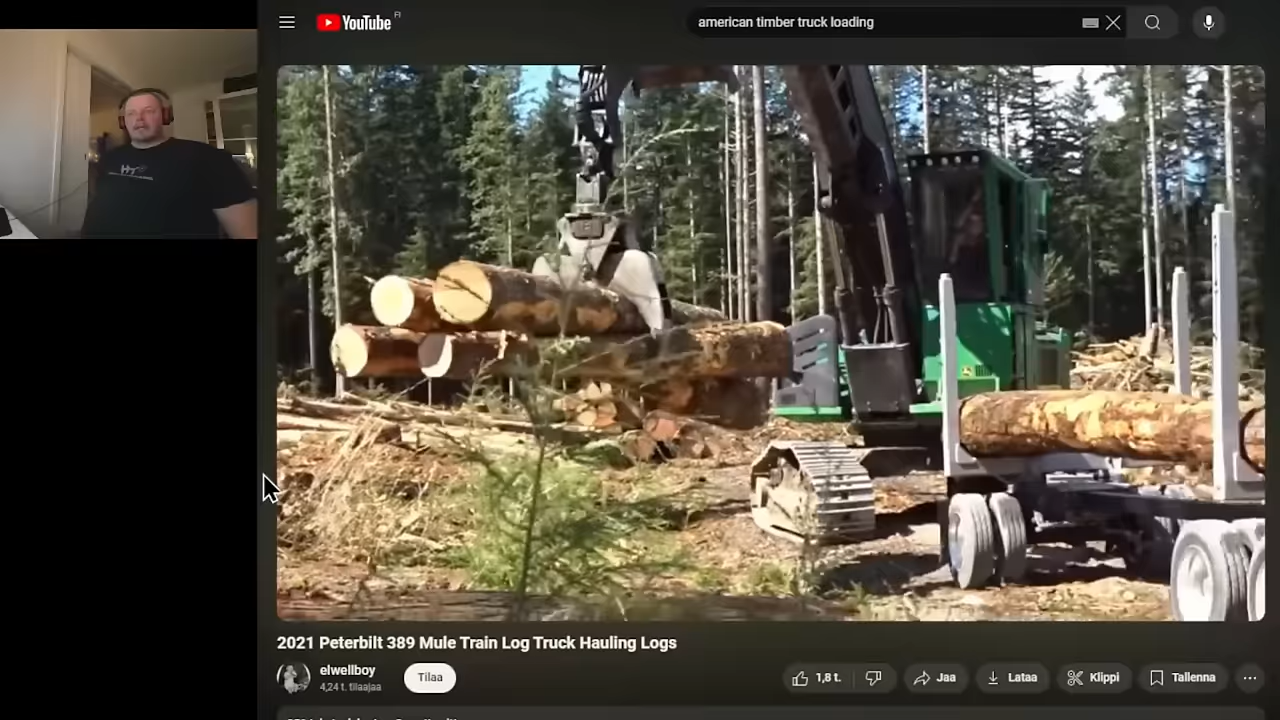 YouTube FI
american timber truck loading
2021 Peterbilt 389 Mule Train Log Truck Hauling Logs
elwellboy
4,24 t. tilaajaa
Tilaa
1,8 t.
Jaa
Lataa
Klippi
Tallenna